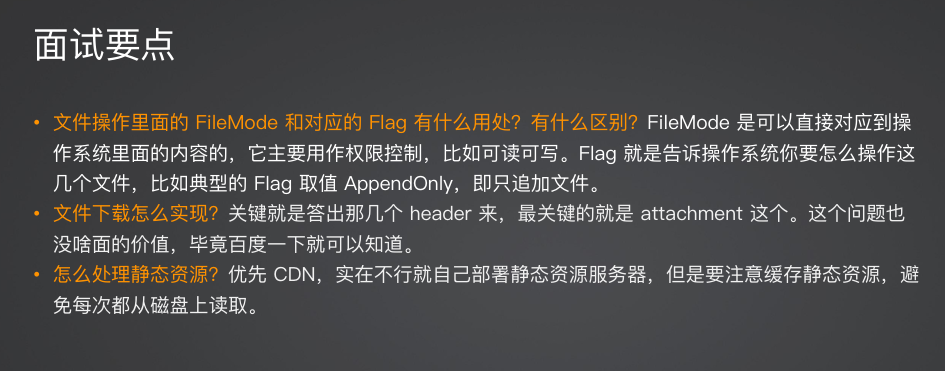 面试要点
• 文件操作里面的 FileMode 和对应的 Flag 有什么用处？有什么区别？FileMode 是可以直接对应到操
作系统里面的内容的，它主要用作权限控制，比如可读可写。Flag 就是告诉操作系统你要怎么操作这
几个文件，比如典型的 Flag 取值 AppendOnly，即只追加文件。
• 文件下载怎么实现？关键就是答出那几个 header 来，最关键的就是 attachment 这个。这个问题也
没啥面的价值，毕竟百度一下就可以知道。
• 怎么处理静态资源？优先 CDN，实在不行就自己部署静态资源服务器，但是要注意缓存静态资源，避
免每次都从磁盘上读取。